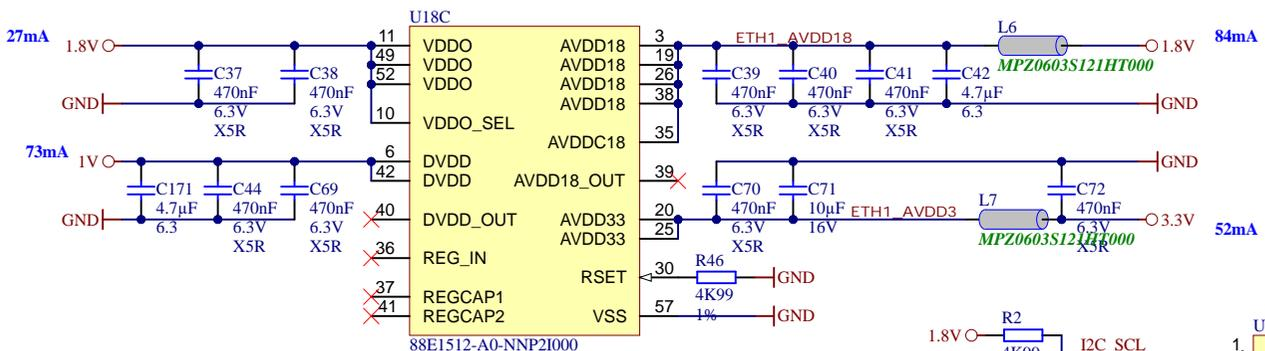 U18C
27mA
1.8V
11
VDDO
AVDD18
3
ETH1_AVDD18
L6
1.8V
84mA
49
VDDO
AVDD18
19
MPZ0603S121HT000
C37
470nF
6.3V
X5R
C38
470nF
6.3V
X5R
52
VDDO
AVDD18
26
C39
470nF
6.3V
X5R
C40
470nF
6.3V
X5R
C41
470nF
6.3V
X5R
C42
4.7µF
6.3
GND
AVDD18
38
GND
10
VDDO_SEL
AVDDC18
35
73mA
1V
6
DVDD
GND
42
DVDD
AVDD18_OUT
39
C171
4.7µF
6.3
C44
470nF
6.3V
X5R
C69
470nF
6.3V
X5R
C70
470nF
6.3V
X5R
C71
10µF
16V
C72
470nF
6.3V
X5R
GND
40
DVDD_OUT
AVDD33
20
ETH1_AVDD3
L7
3.3V
52mA
AVDD33
25
MPZ0603S121HT000
36
REG_IN
RSET
30
R46
4K99
1%
GND
37
REGCAP1
41
REGCAP2
VSS
57
GND
88E1512-A0-NNP2I000
R2
1.8V
4K99
I2C_SCL
1
U